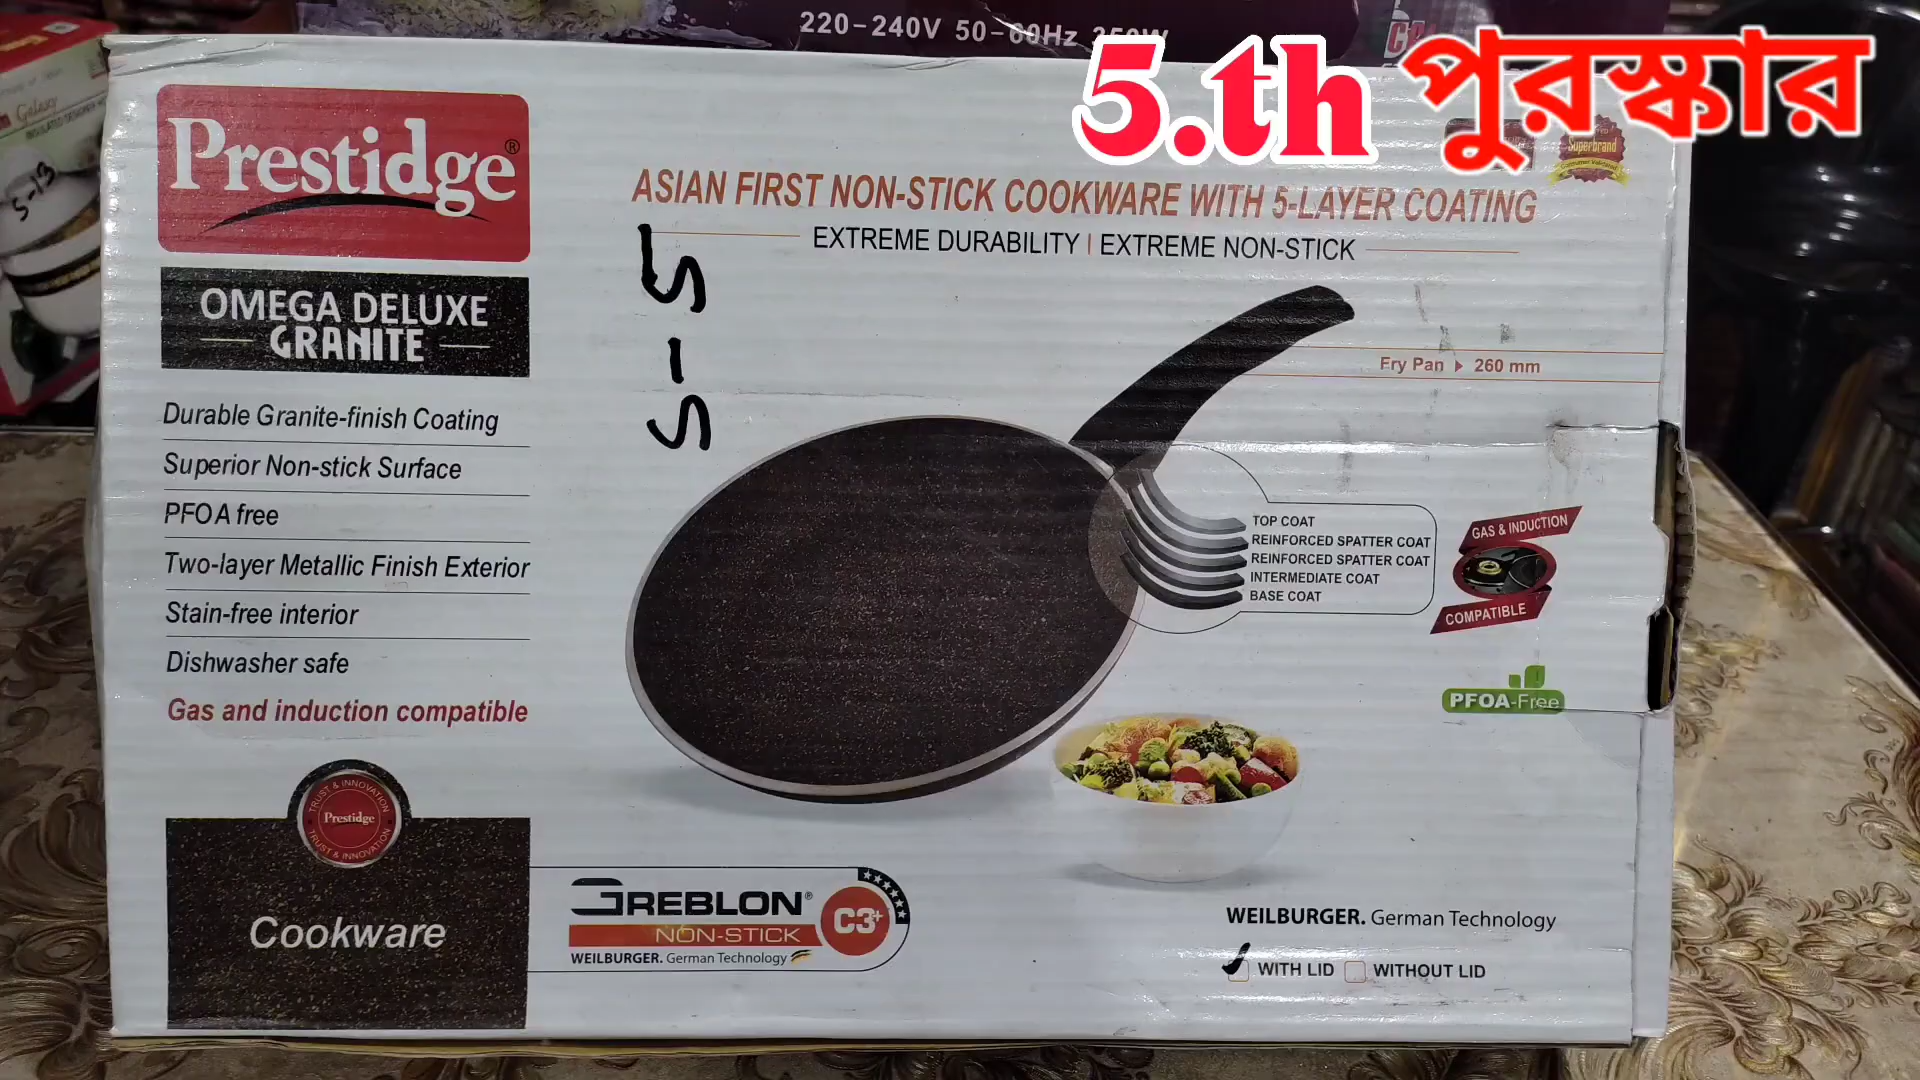 220-240V 50-60Hz 350W
5.th পুরস্কার
Galaxy
S-13
Prestidge®
Superbrand
ASIAN FIRST NON-STICK COOKWARE WITH 5-LAYER COATING
EXTREME DURABILITY | EXTREME NON-STICK
S-5
OMEGA DELUXE
GRANITE
Fry Pan 260 mm
Durable Granite-finish Coating
Superior Non-stick Surface
PFOA free
Two-layer Metallic Finish Exterior
Stain-free interior
Dishwasher safe
Gas and induction compatible
TOP COAT
REINFORCED SPATTER COAT
REINFORCED SPATTER COAT
INTERMEDIATE COAT
BASE COAT
GAS & INDUCTION
COMPATIBLE
PFOA-Free
TRUST & INNOVATION
Prestidge
TRUST & INNOVATION
Cookware
GREBLON®
NON-STICK
C3+
WEILBURGER. German Technology
WEILBURGER. German Technology
WITH LID WITHOUT LID